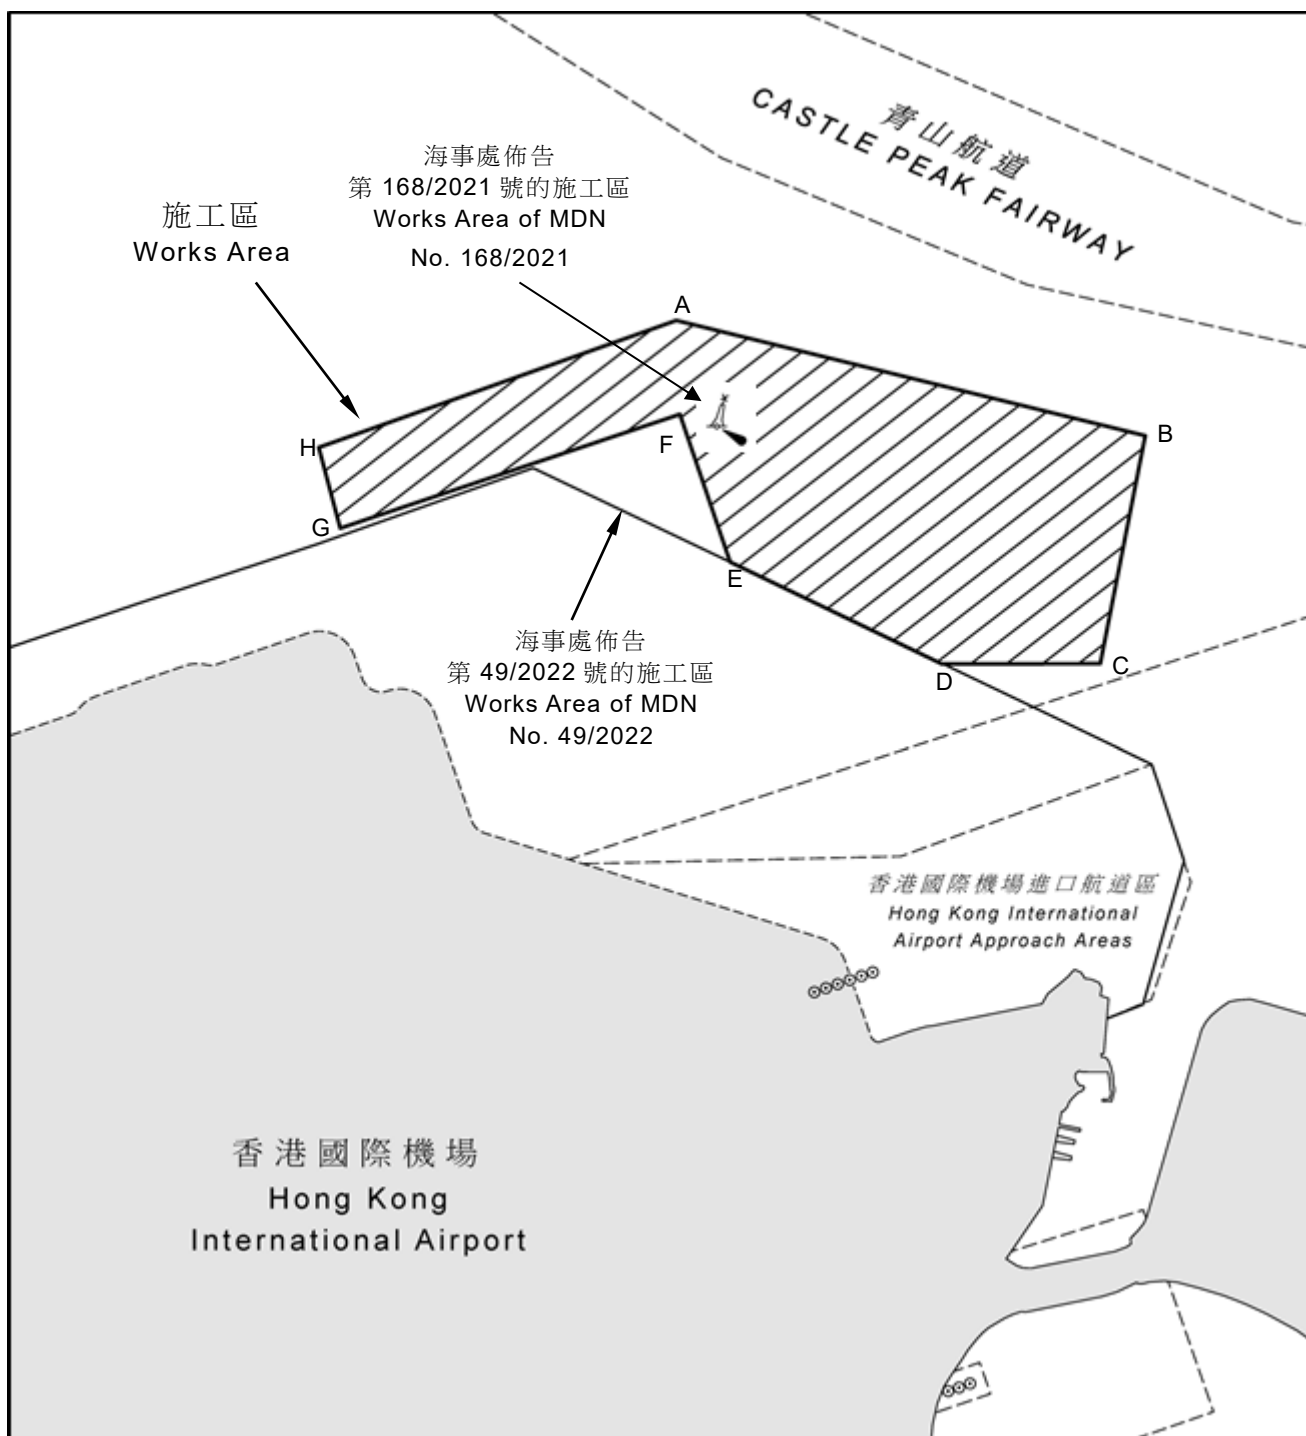 青山航道
CASTLE PEAK FAIRWAY
海事處佈告
第 168/2021 號的施工區
Works Area of MDN
No. 168/2021
施工區
Works Area
A
B
H
F
G
E
C
D
海事處佈告
第 49/2022 號的施工區
Works Area of MDN
No. 49/2022
香港國際機場進口航道區
Hong Kong International
Airport Approach Areas
香港國際機場
Hong Kong
International Airport